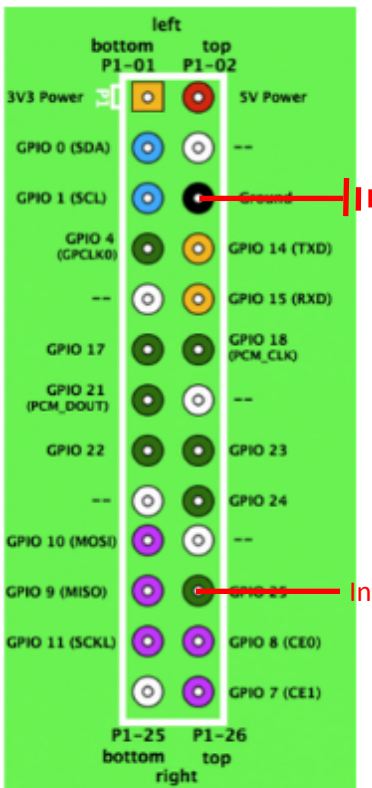 left
bottom top
P1-01 P1-02
3V3 Power P1 5V Power
GPIO 0 (SDA) --
GPIO 1 (SCL) Ground
GPIO 4 (GPCLK0) GPIO 14 (TXD)
-- GPIO 15 (RXD)
GPIO 17 GPIO 18 (PCM_CLK)
GPIO 21 (PCM_DOUT) --
GPIO 22 GPIO 23
-- GPIO 24
GPIO 10 (MOSI) --
GPIO 9 (MISO) GPIO 25 In
GPIO 11 (SCKL) GPIO 8 (CE0)
GPIO 7 (CE1)
P1-25 P1-26
bottom top
right